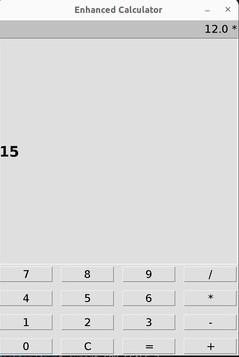 Enhanced Calculator
12.0 *
15
7 8 9 /
4 5 6 *
1 2 3 -
0 C = +